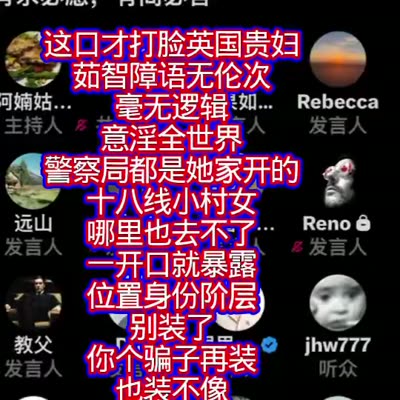 这口才打脸英国贵妇
茹智障语无伦次
毫无逻辑
意淫全世界
警察局都是她家开的
十八线小村女
哪里也去不了
一开口就暴露
位置身份阶层
别装了
你个骗子再装
也装不像
阿婻姑...
Rebecca
主持人
发言人
远山
Reno
发言人
发言人
教父
jhw777
发言人
听众